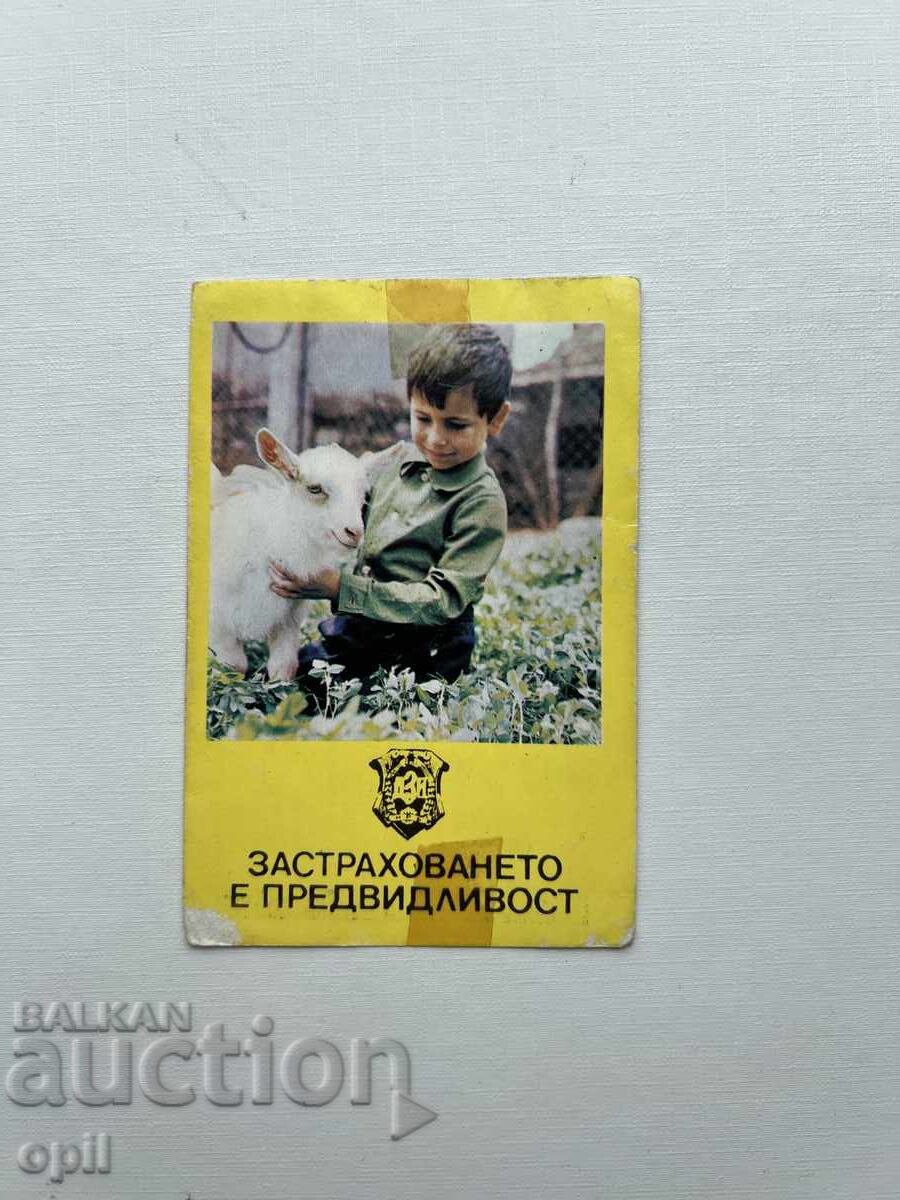 ДЗИ
ЗАСТРАХОВАНЕТО
Е ПРЕДВИДЛИВОСТ
BALKAN
auction
opil